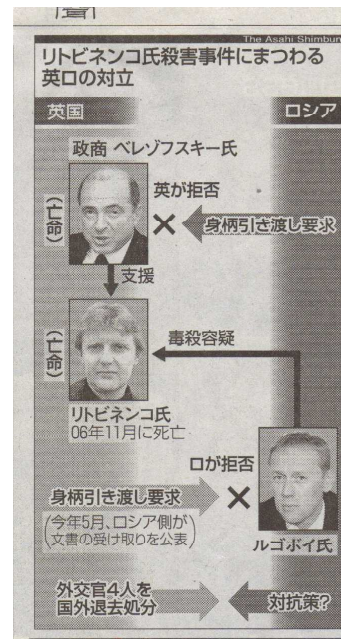 The Asahi Shimbun
リトビネンコ氏殺害事件にまつわる
英ロの対立
英国
ロシア
政商 ベレゾフスキー氏
(亡命)
英が拒否
身柄引き渡し要求
支援
(亡命)
毒殺容疑
リトビネンコ氏
06年11月に死亡
ロが拒否
身柄引き渡し要求
(今年5月、ロシア側が
文書の受け取りを公表)
ルゴボイ氏
外交官4人を
国外退去処分
対抗策?